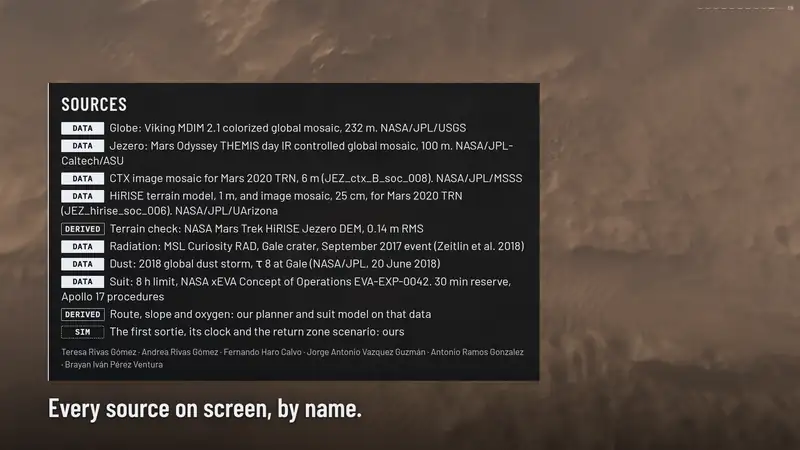 19
SOURCES
DATA Globe: Viking MDIM 2.1 colorized global mosaic, 232 m. NASA/JPL/USGS
DATA Jezero: Mars Odyssey THEMIS day IR controlled global mosaic, 100 m. NASA/JPL-
Caltech/ASU
DATA CTX image mosaic for Mars 2020 TRN, 6 m (JEZ_ctx_B_soc_008). NASA/JPL/MSSS
DATA HiRISE terrain model, 1 m, and image mosaic, 25 cm, for Mars 2020 TRN
(JEZ_hirise_soc_006). NASA/JPL/UArizona
DERIVED Terrain check: NASA Mars Trek HiRISE Jezero DEM, 0.14 m RMS
DATA Radiation: MSL Curiosity RAD, Gale crater, September 2017 event (Zeitlin et al. 2018)
DATA Dust: 2018 global dust storm, τ 8 at Gale (NASA/JPL, 20 June 2018)
DATA Suit: 8 h limit, NASA xEVA Concept of Operations EVA-EXP-0042. 30 min reserve,
Apollo 17 procedures
DERIVED Route, slope and oxygen: our planner and suit model on that data
SIM The first sortie, its clock and the return zone scenario: ours
Teresa Rivas Gómez · Andrea Rivas Gómez · Fernando Haro Calvo · Jorge Antonio Vazquez Guzmán · Antonio Ramos Gonzalez
· Brayan Iván Pérez Ventura
Every source on screen, by name.